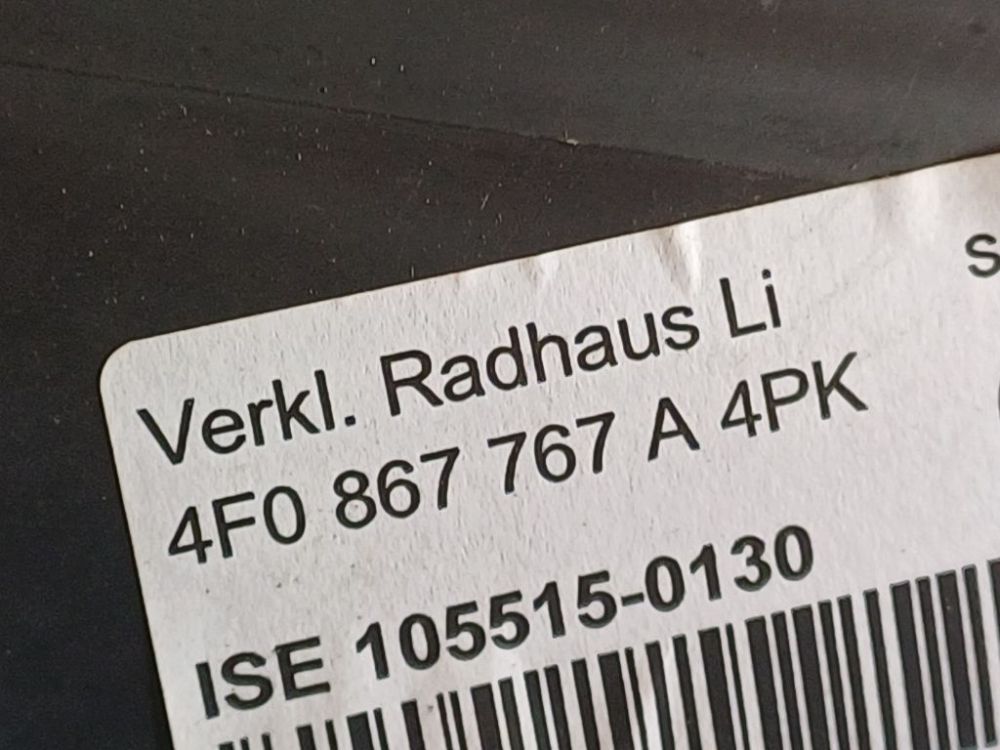 Verkl. Radhaus Li
4F0 867 767 A 4PK
ISE 105515-0130